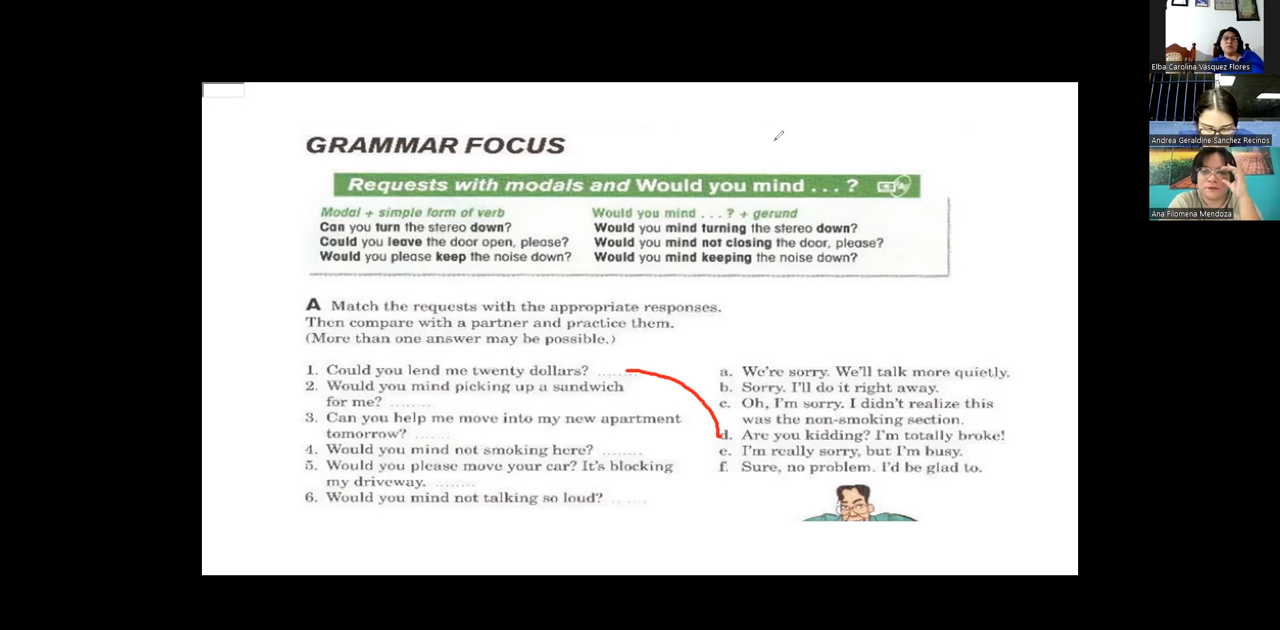 GRAMMAR FOCUS
Requests with modals and Would you mind . . . ?
Modal + simple form of verb
Can you turn the stereo down?
Could you leave the door open, please?
Would you please keep the noise down?
Would you mind . . . ? + gerund
Would you mind turning the stereo down?
Would you mind not closing the door, please?
Would you mind keeping the noise down?
A Match the requests with the appropriate responses.
Then compare with a partner and practice them.
(More than one answer may be possible.)
1. Could you lend me twenty dollars? ........
2. Would you mind picking up a sandwich
for me? ........
3. Can you help me move into my new apartment
tomorrow? .......
4. Would you mind not smoking here? ........
5. Would you please move your car? It's blocking
my driveway. ........
6. Would you mind not talking so loud? .......
a. We're sorry. We'll talk more quietly.
b. Sorry. I'll do it right away.
c. Oh, I'm sorry. I didn't realize this
was the non-smoking section.
d. Are you kidding? I'm totally broke!
e. I'm really sorry, but I'm busy.
f. Sure, no problem. I'd be glad to.
Elba Carolina Vásquez Flores
Andrea Geraldine Sánchez Recinos
Ana Filomena Mendoza